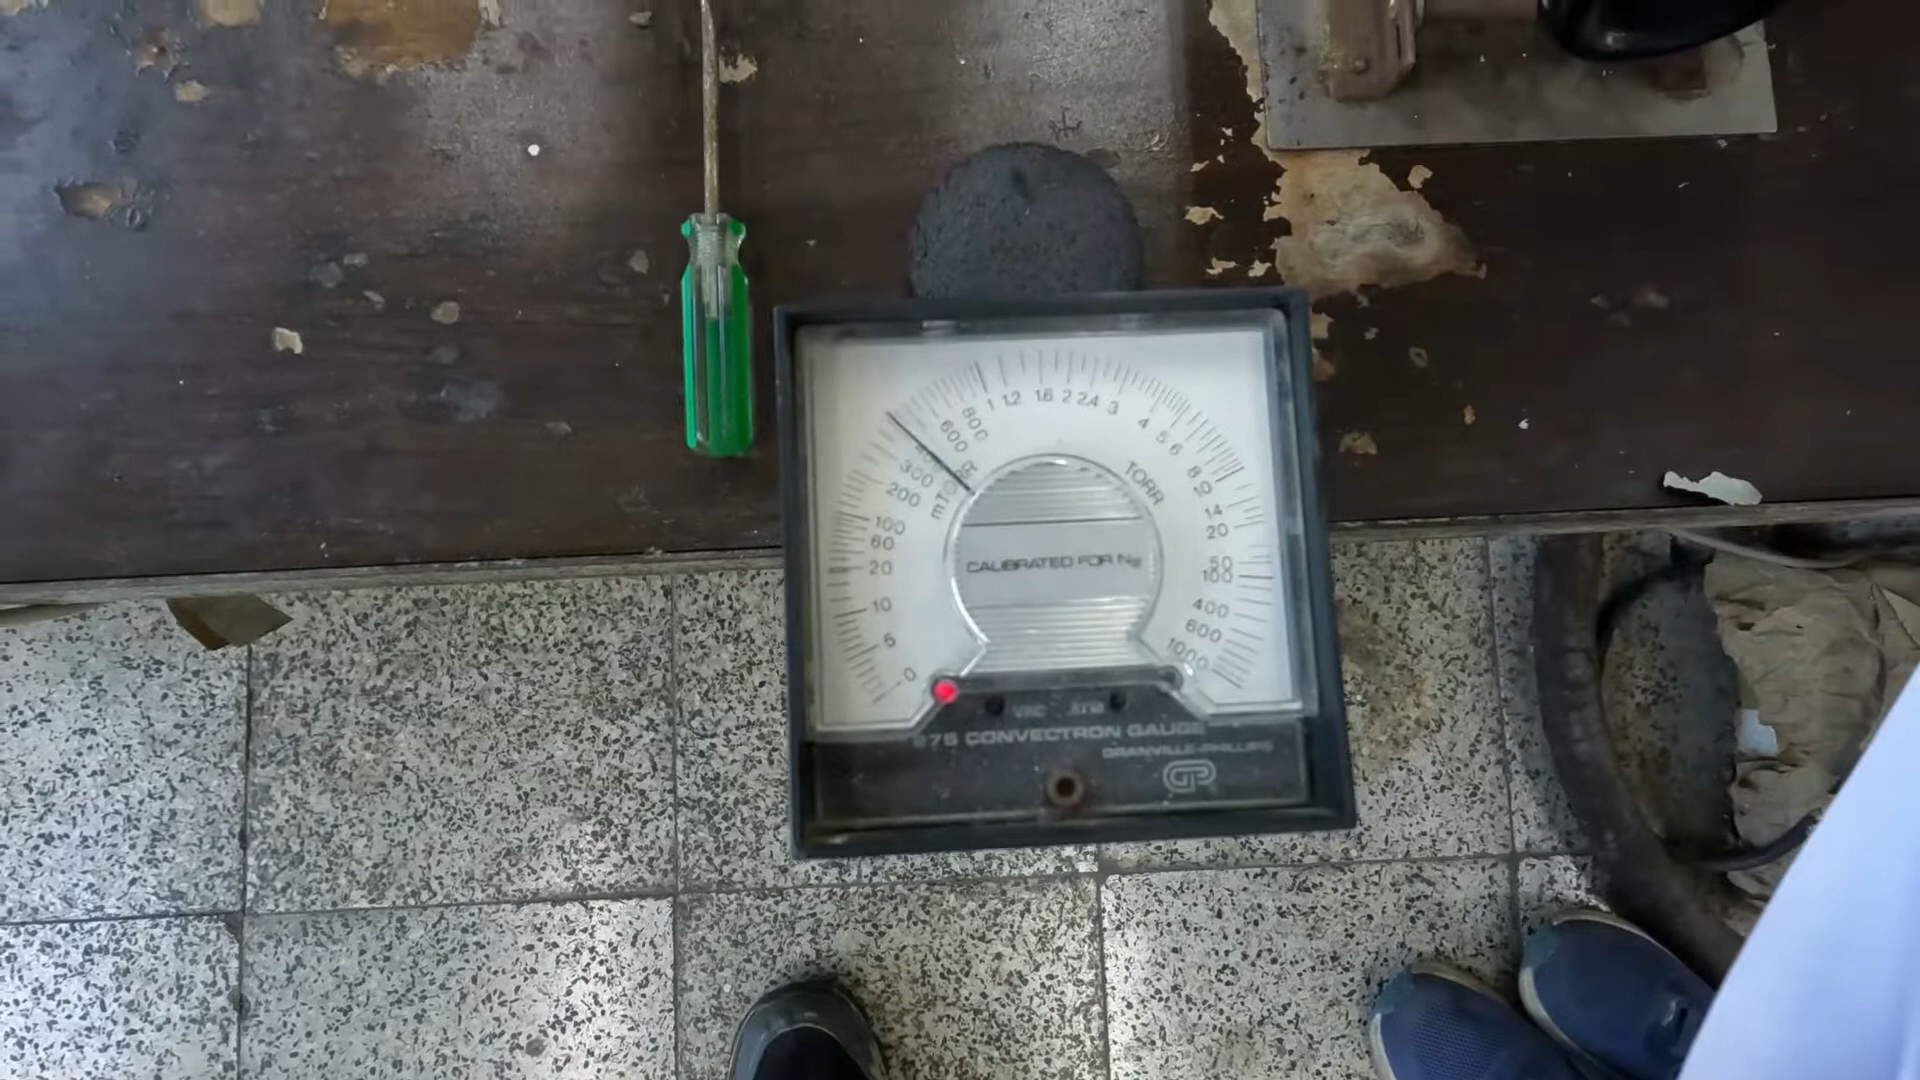 1 1.2 1.6 2 2.4 3
4 5 6 8 10 14 20 50 100 400 600 1000
800
600
400
300
200
100
60
20
10
5
0
mTORR
TORR
CALIBRATED FOR N2
VAC
275 CONVECTRON GAUGE
GRANVILLE-PHILLIPS
GP